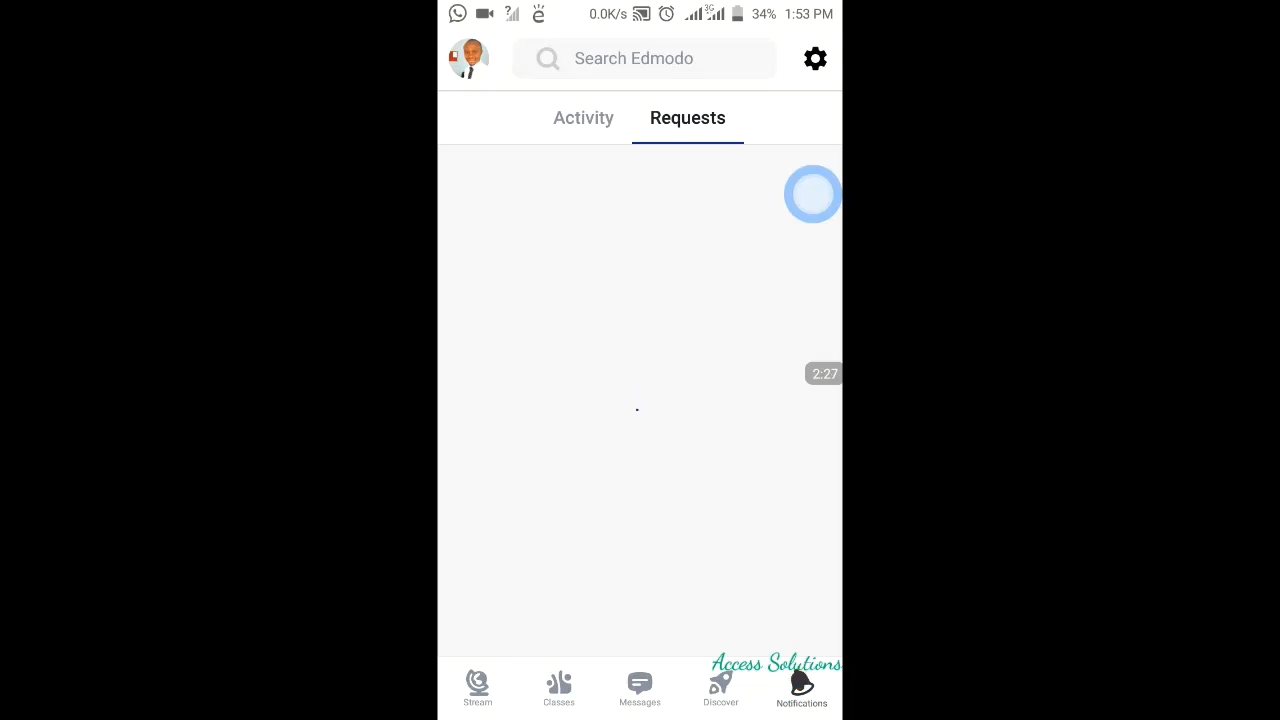 0.0K/s 3G 34% 1:53 PM
Search Edmodo
Activity Requests
2:27
Access Solutions
Stream Classes Messages Discover Notifications